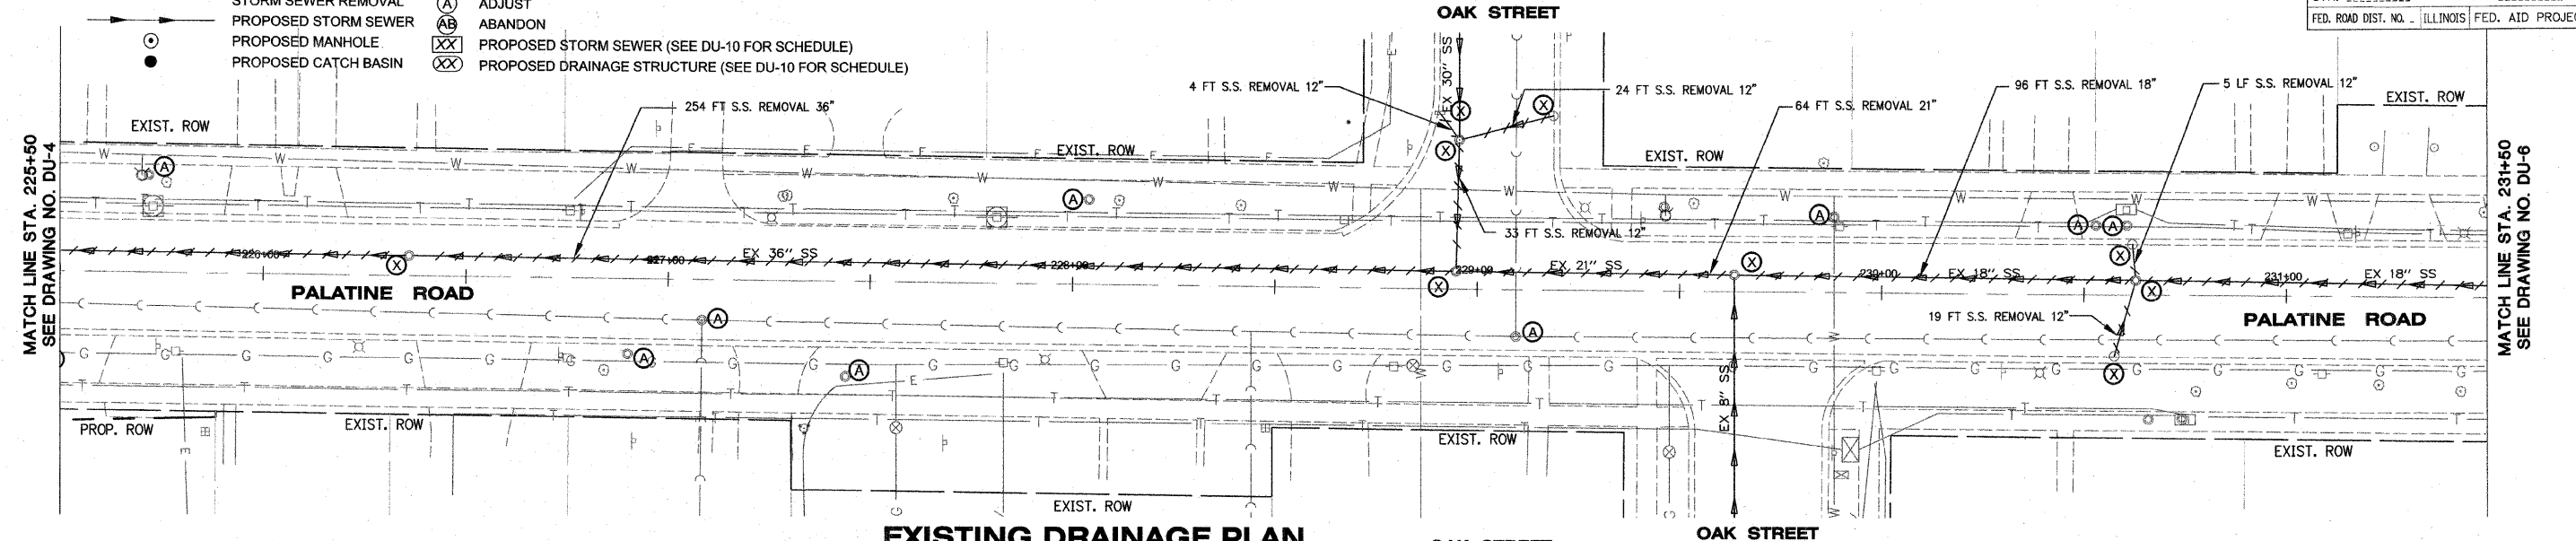 STORM SEWER REMOVAL
PROPOSED STORM SEWER
PROPOSED MANHOLE
PROPOSED CATCH BASIN
A ADJUST
AB ABANDON
XX PROPOSED STORM SEWER (SEE DU-10 FOR SCHEDULE)
XX PROPOSED DRAINAGE STRUCTURE (SEE DU-10 FOR SCHEDULE)
OAK STREET
FED. ROAD DIST. NO. _ ILLINOIS FED. AID PROJEC
MATCH LINE STA. 225+50
SEE DRAWING NO. DU-4
EXIST. ROW
254 FT S.S. REMOVAL 36"
EXIST. ROW
4 FT S.S. REMOVAL 12"
EX 30" SS
24 FT S.S. REMOVAL 12"
64 FT S.S. REMOVAL 21"
96 FT S.S. REMOVAL 18"
5 LF S.S. REMOVAL 12"
EXIST. ROW
EXIST. ROW
33 FT S.S. REMOVAL 12"
226+00
227+00
EX 36" SS
228+00
229+00
EX 21" SS
230+00
EX 18" SS
231+00
EX 18" SS
PALATINE ROAD
19 FT S.S. REMOVAL 12"
PALATINE ROAD
MATCH LINE STA. 231+50
SEE DRAWING NO. DU-6
EX 8" SS
PROP. ROW
EXIST. ROW
EXIST. ROW
EXIST. ROW
EXIST. ROW
EXISTING DRAINAGE PLAN
OAK STREET
OAK STREET